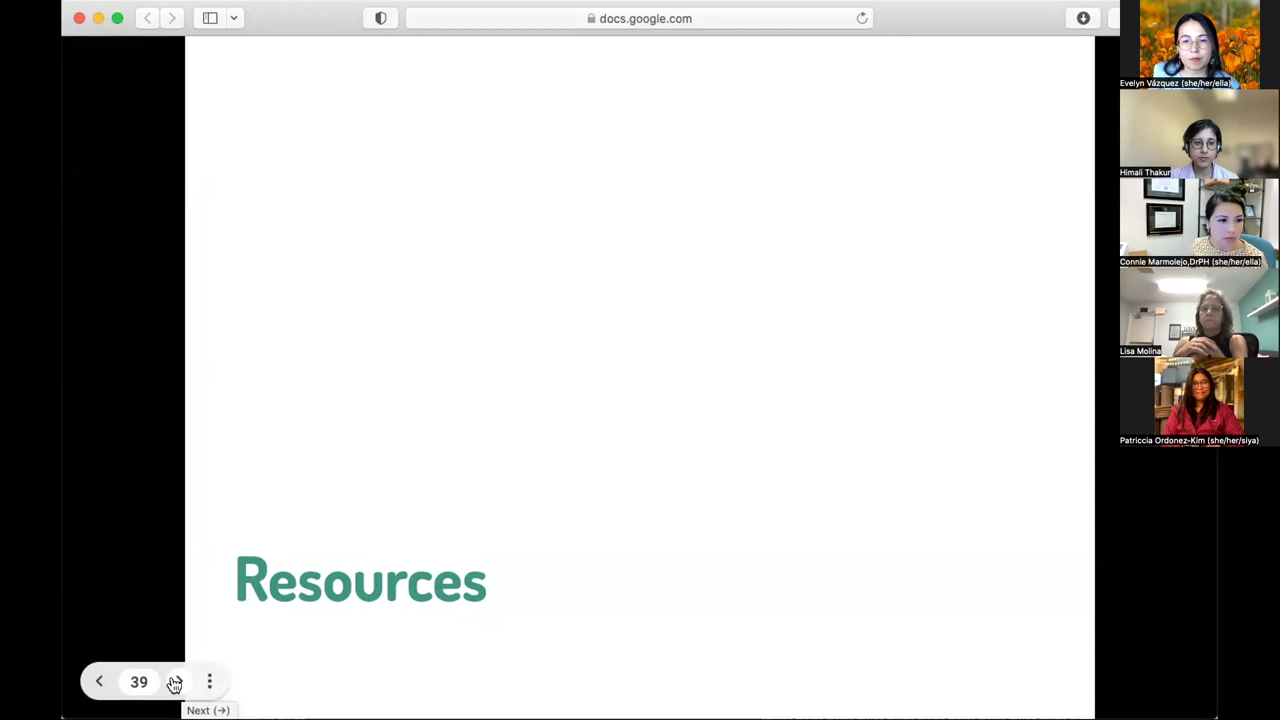 docs.google.com
Evelyn Vázquez (she/her/ella)
Himali Thakur
Connie Marmolejo,DrPH (she/her/ella)
Lisa Molina
Patriccia Ordonez-Kim (she/her/siya)
Resources
39
Next (→)